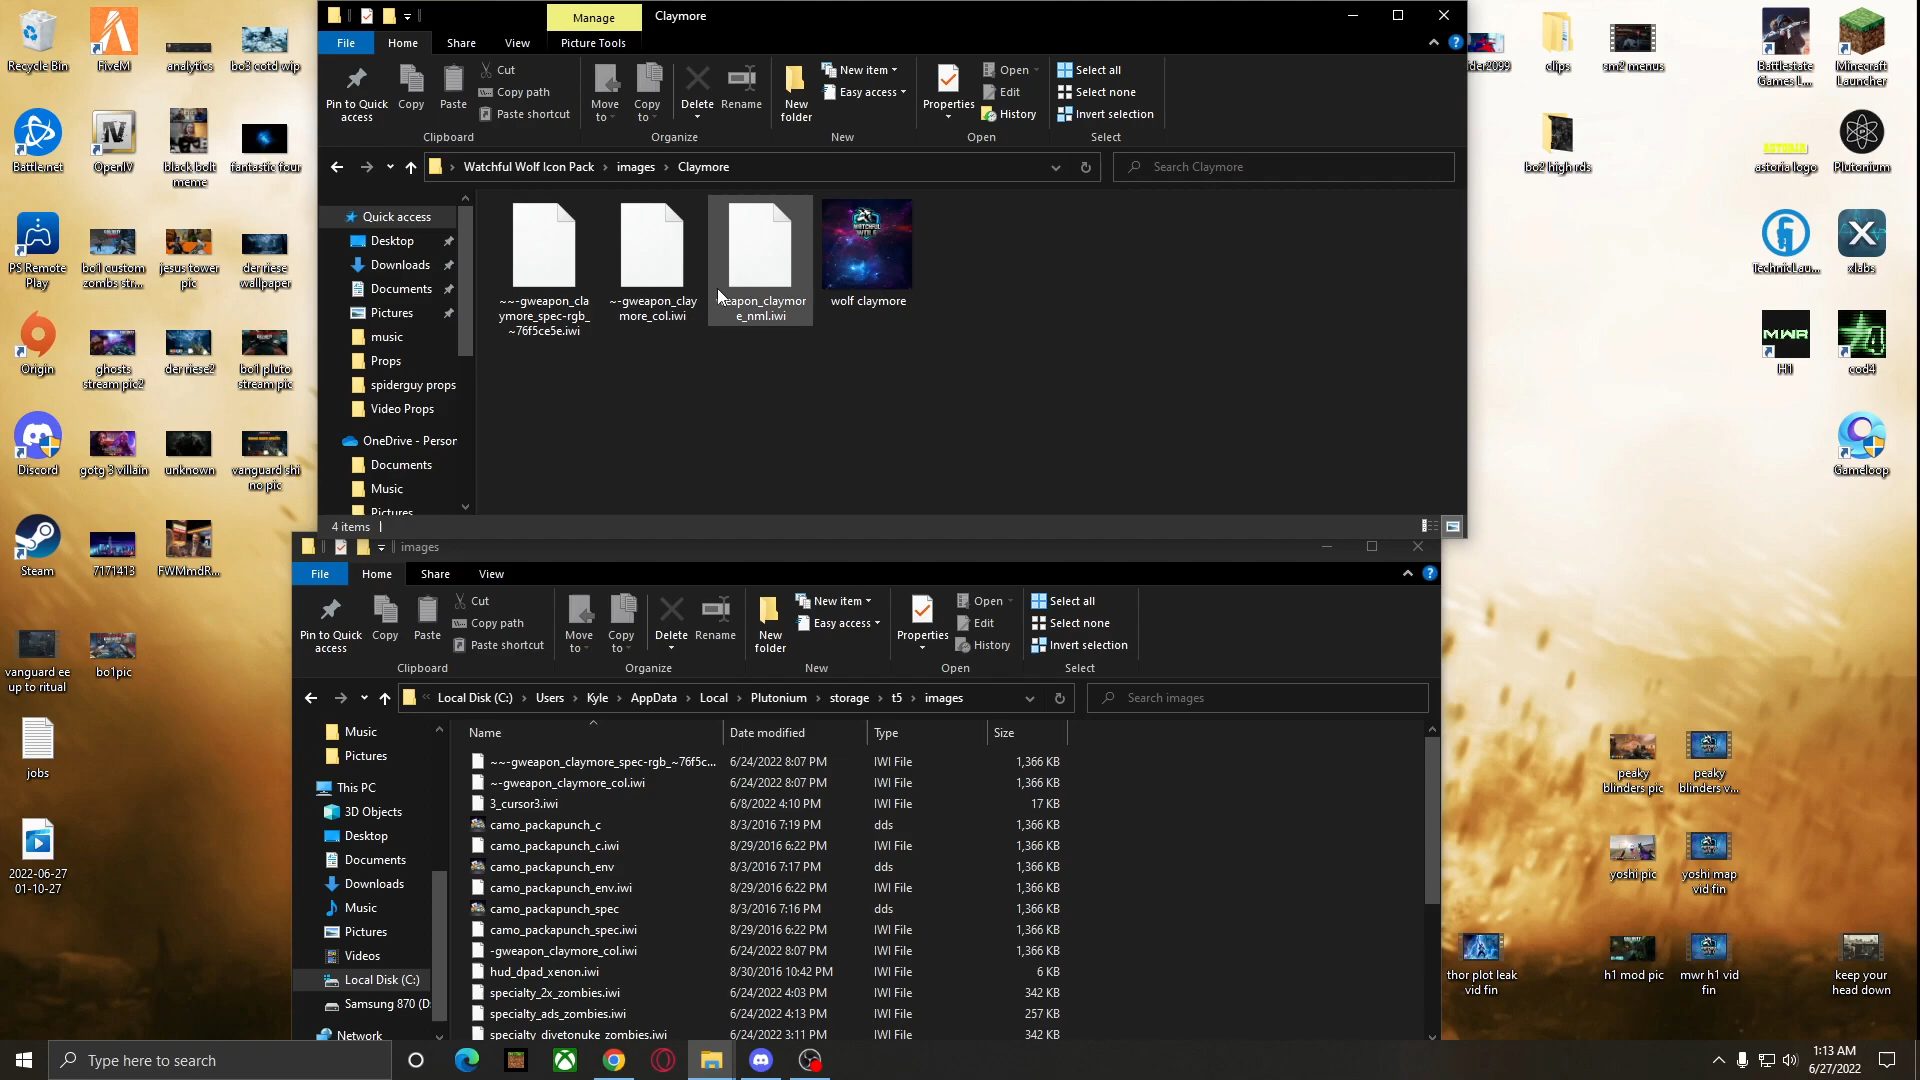 Manage
Claymore
File
Home
Share
View
Picture Tools
Pin to Quick
access
Copy
Paste
Cut
Copy path
Paste shortcut
Move
to
Copy
to
Delete
Rename
New
folder
New item
Easy access
Properties
Open
Edit
History
Select all
Select none
Invert selection
Clipboard
Organize
New
Open
Select
Watchful Wolf Icon Pack
images
Claymore
Search Claymore
Quick access
Desktop
Downloads
Documents
Pictures
music
Props
spiderguy props
Video Props
OneDrive - Person
Documents
Music
Pictures
~~-gweapon_cla
ymore_spec-rgb_
~76f5ce5e.iwi
~-gweapon_clay
more_col.iwi
weapon_claymor
e_nml.iwi
WATCHFUL
WOLF
wolf claymore
4 items
images
File
Home
Share
View
Pin to Quick
access
Copy
Paste
Cut
Copy path
Paste shortcut
Move
to
Copy
to
Delete
Rename
New
folder
New item
Easy access
Properties
Open
Edit
History
Select all
Select none
Invert selection
Clipboard
Organize
New
Open
Select
« Local Disk (C:)
Users
Kyle
AppData
Local
Plutonium
storage
t5
images
Search images
Music
Pictures
This PC
3D Objects
Desktop
Documents
Downloads
Music
Pictures
Videos
Local Disk (C:)
Samsung 870 (D:
Network
Name
Date modified
Type
Size
~~-gweapon_claymore_spec-rgb_~76f5c... 6/24/2022 8:07 PM IWI File 1,366 KB
~-gweapon_claymore_col.iwi 6/24/2022 8:07 PM IWI File 1,366 KB
3_cursor3.iwi 6/8/2022 4:10 PM IWI File 17 KB
camo_packapunch_c 8/3/2016 7:19 PM dds 1,366 KB
camo_packapunch_c.iwi 8/29/2016 6:22 PM IWI File 1,366 KB
camo_packapunch_env 8/3/2016 7:17 PM dds 1,366 KB
camo_packapunch_env.iwi 8/29/2016 6:22 PM IWI File 1,366 KB
camo_packapunch_spec 8/3/2016 7:16 PM dds 1,366 KB
camo_packapunch_spec.iwi 8/29/2016 6:22 PM IWI File 1,366 KB
-gweapon_claymore_col.iwi 6/24/2022 8:07 PM IWI File 1,366 KB
hud_dpad_xenon.iwi 8/30/2016 10:42 PM IWI File 6 KB
specialty_2x_zombies.iwi 6/24/2022 4:03 PM IWI File 342 KB
specialty_ads_zombies.iwi 6/24/2022 4:13 PM IWI File 257 KB
specialty_divetonuke_zombies.iwi 6/24/2022 3:11 PM IWI File 342 KB
Recycle Bin
FiveM
analytics
bo3 cotd wip
Battle.net
OpenIV
black bolt
meme
fantastic four
PS Remote
Play
bo1 custom
zombs str...
jesus tower
pic
der riese
wallpaper
Origin
ghosts
stream pic2
der riese2
bo1 pluto
stream pic
Discord
gotg 3 villain
unknown
vanguard shi
no pic
Steam
7171413
FWMmdR...
vanguard ee
up to ritual
bo1pic
jobs
2022-06-27
01-10-27
ider2099
clips
sm2 menus
Battlestate
Games L...
Minecraft
Launcher
bo2 high rds
ASTORIA
astoria logo
Plutonium
TechnicLau...
xlabs
MWR
H1
cod4
Gameloop
peaky
blinders pic
peaky
blinders v...
yoshi pic
yoshi map
vid fin
thor plot leak
vid fin
h1 mod pic
mwr h1 vid
fin
keep your
head down
Type here to search
1:13 AM
6/27/2022